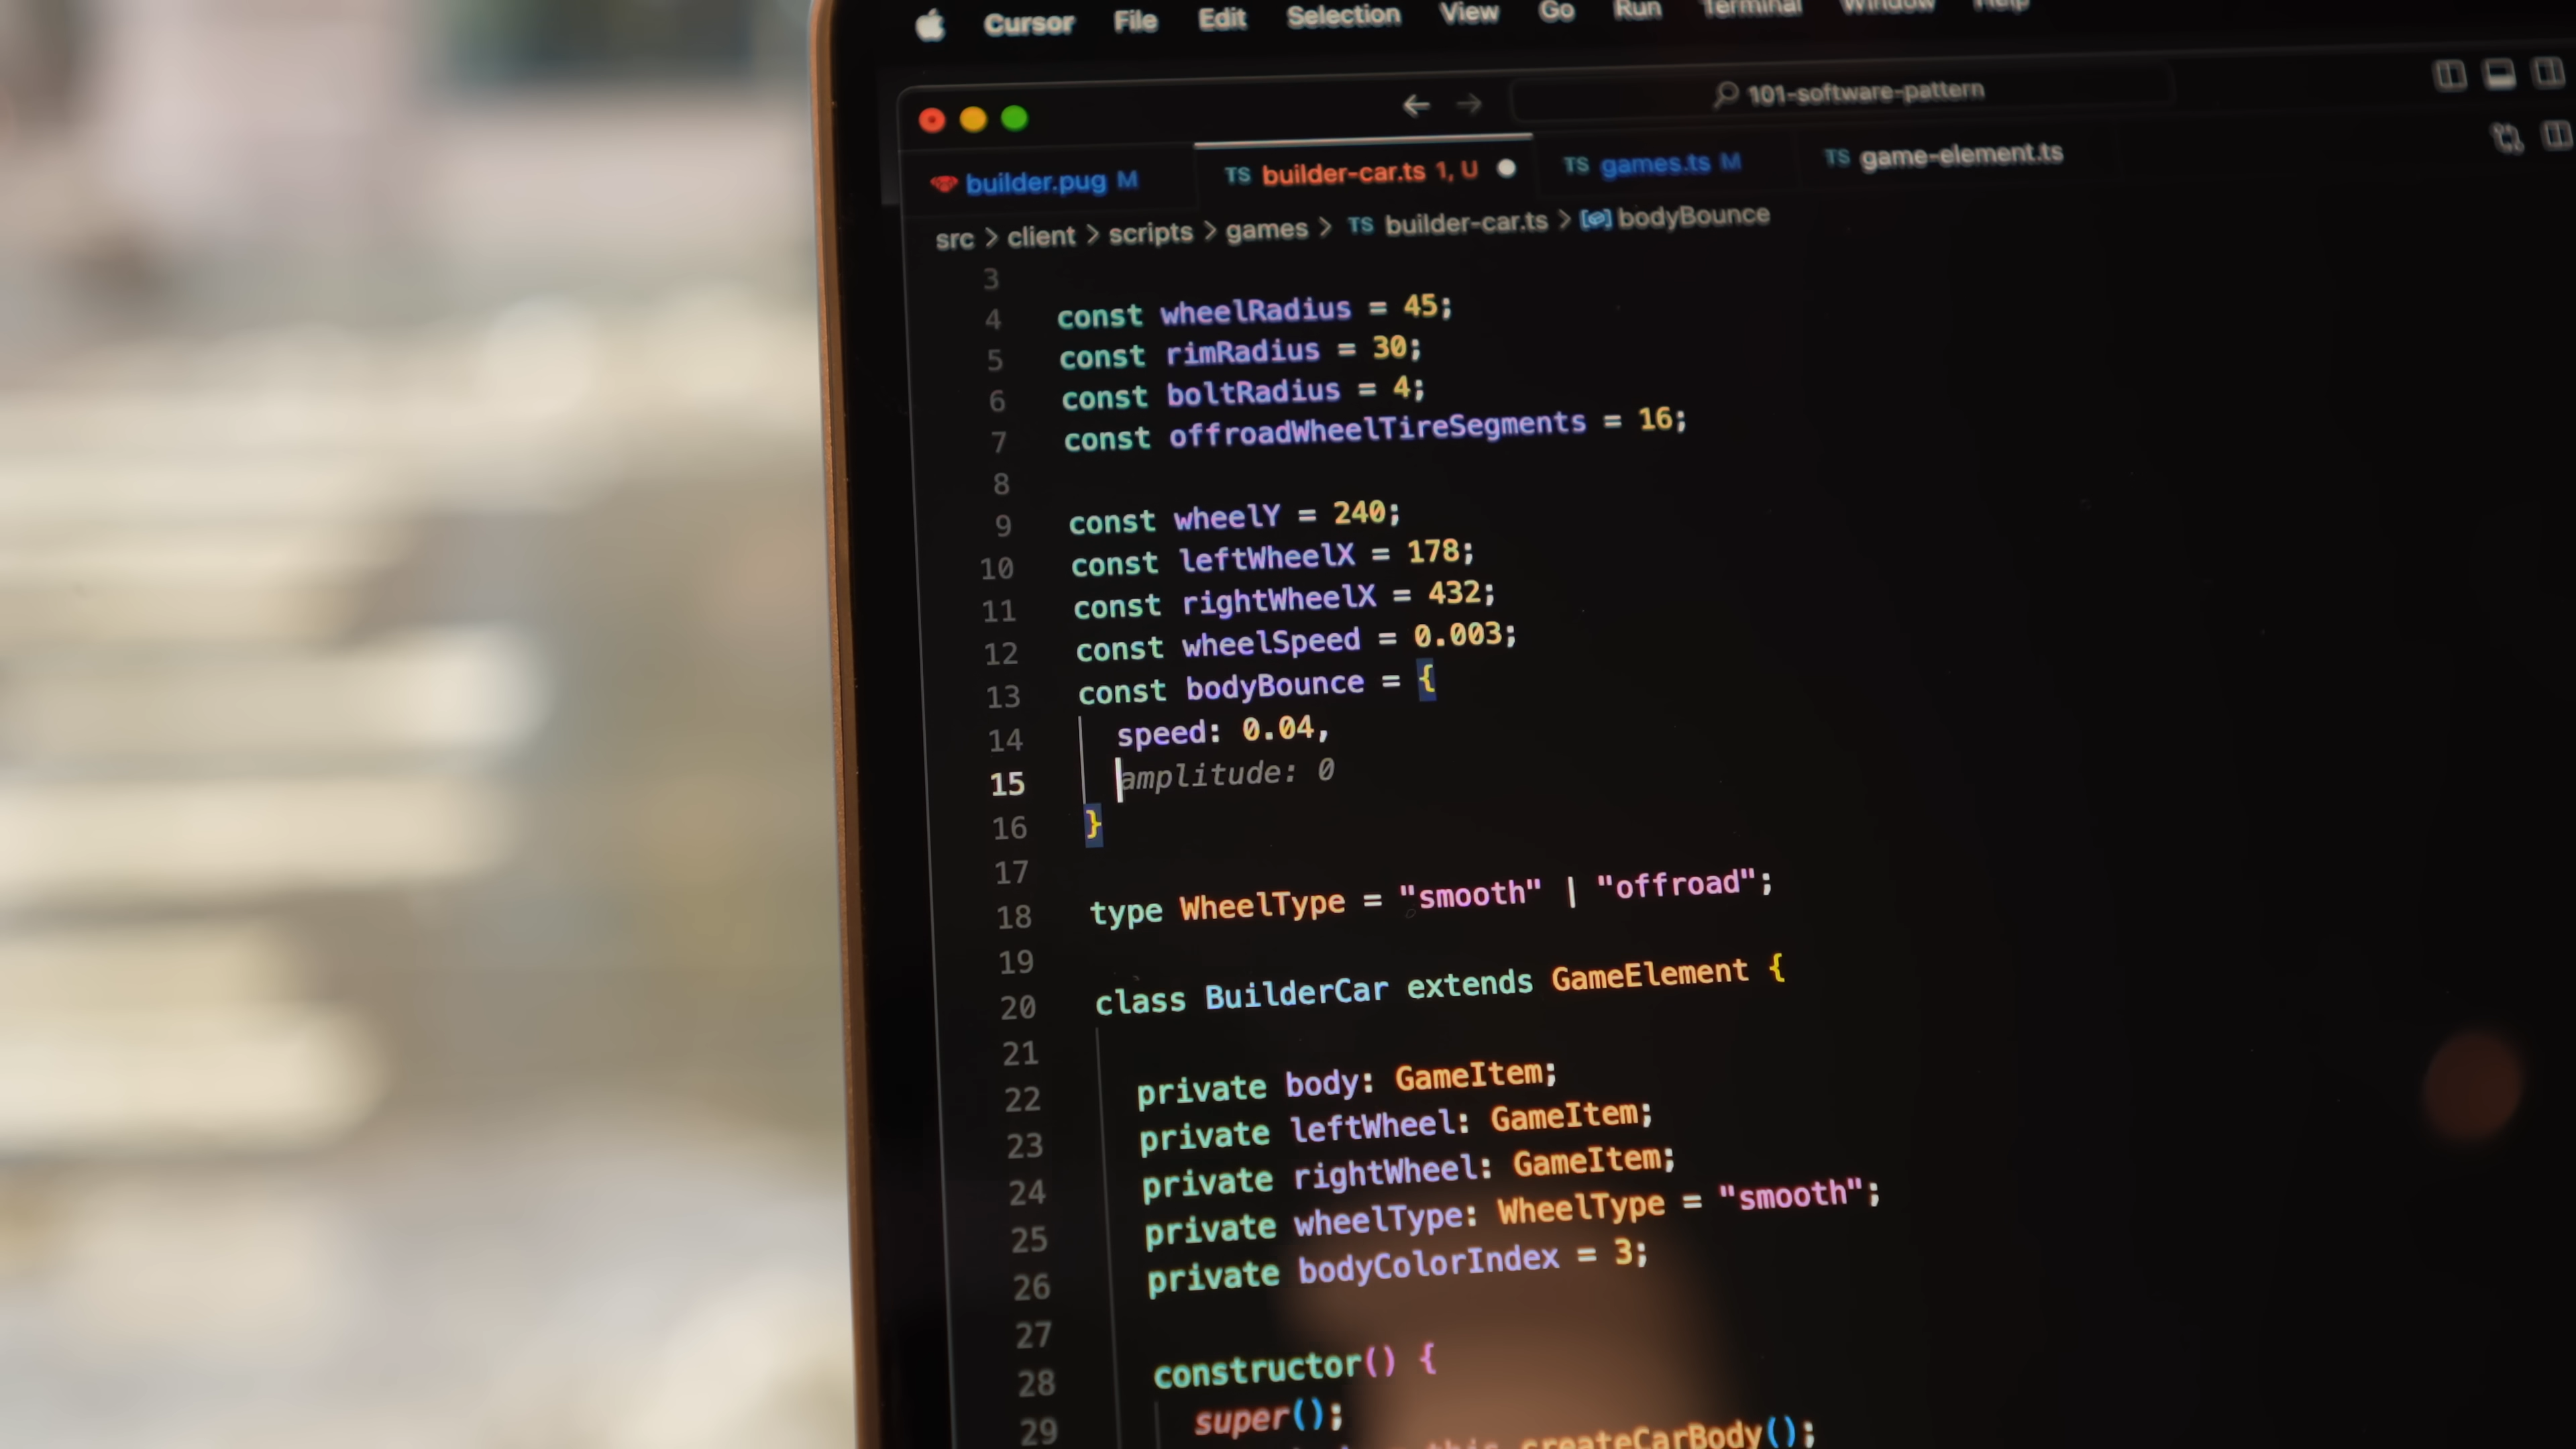 Cursor File Edit Selection View Go Run Terminal Window Help
101-software-pattern
builder.pug M TS builder-car.ts 1, U TS games.ts M TS game-element.ts
src > client > scripts > games > TS builder-car.ts > bodyBounce
3
4 const wheelRadius = 45;
5 const rimRadius = 30;
6 const boltRadius = 4;
7 const offroadWheelTireSegments = 16;
8
9 const wheelY = 240;
10 const leftWheelX = 178;
11 const rightWheelX = 432;
12 const wheelSpeed = 0.003;
13 const bodyBounce = {
14 speed: 0.04,
15 amplitude: 0
16 }
17
18 type WheelType = "smooth" | "offroad";
19
20 class BuilderCar extends GameElement {
21
22 private body: GameItem;
23 private leftWheel: GameItem;
24 private rightWheel: GameItem;
25 private wheelType: WheelType = "smooth";
26 private bodyColorIndex = 3;
27
28 constructor() {
29 super();
createCarBody();